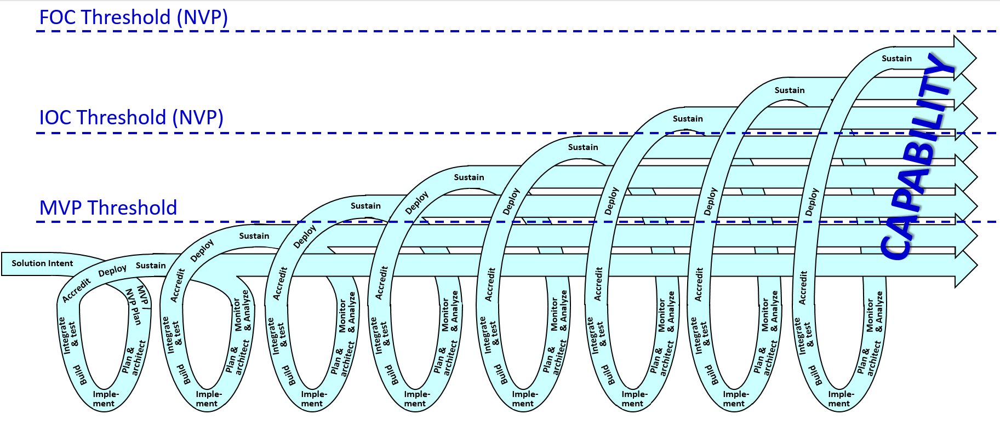 FOC Threshold (NVP)
IOC Threshold (NVP)
MVP Threshold
CAPABILITY
Solution Intent
MVP /
NVP Plan
Plan &
architect
Imple-
ment
Build
Integrate
& test
Accredit
Deploy
Sustain
Monitor
& Analyze
Plan &
architect
Imple-
ment
Build
Integrate
& test
Accredit
Deploy
Sustain
Monitor
& Analyze
Plan &
architect
Imple-
ment
Build
Integrate
& test
Accredit
Deploy
Sustain
Monitor
& Analyze
Plan &
architect
Imple-
ment
Build
Integrate
& test
Accredit
Deploy
Sustain
Monitor
& Analyze
Plan &
architect
Imple-
ment
Build
Integrate
& test
Accredit
Deploy
Sustain
Monitor
& Analyze
Plan &
architect
Imple-
ment
Build
Integrate
& test
Accredit
Deploy
Sustain
Monitor
& Analyze
Plan &
architect
Imple-
ment
Build
Integrate
& test
Accredit
Deploy
Sustain
Monitor
& Analyze
Plan &
architect
Imple-
ment
Build
Integrate
& test
Accredit
Deploy
Sustain